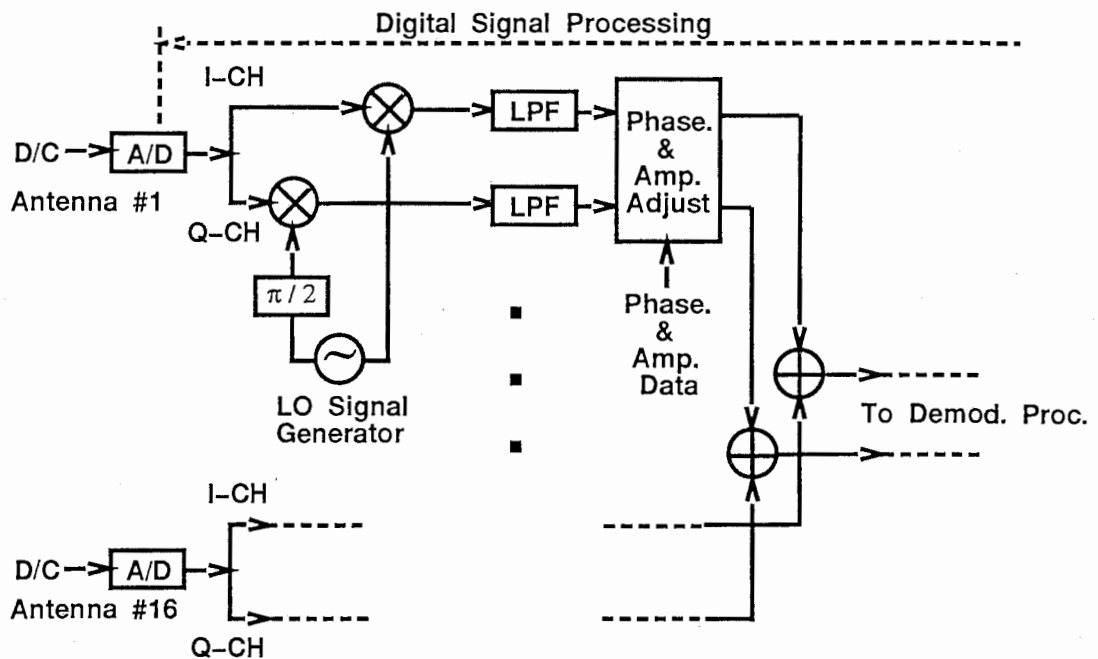 Digital Signal Processing
I-CH
LPF
Phase.
&
Amp.
Adjust
D/C
A/D
Antenna #1
LPF
Q-CH
π/2
Phase.
&
Amp.
Data
LO Signal
Generator
To Demod. Proc.
I-CH
D/C
A/D
Antenna #16
Q-CH